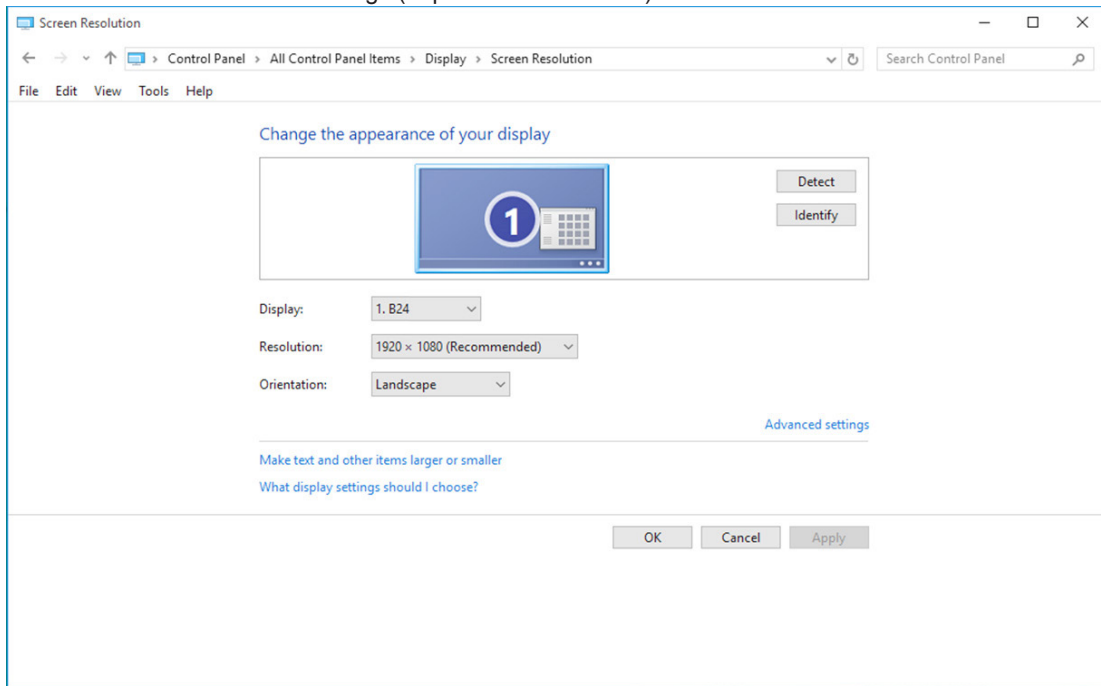 Screen Resolution
Control Panel > All Control Panel Items > Display > Screen Resolution
Search Control Panel
File Edit View Tools Help
Change the appearance of your display
1
Detect
Identify
Display: 1. B24
Resolution: 1920 × 1080 (Recommended)
Orientation: Landscape
Advanced settings
Make text and other items larger or smaller
What display settings should I choose?
OK Cancel Apply